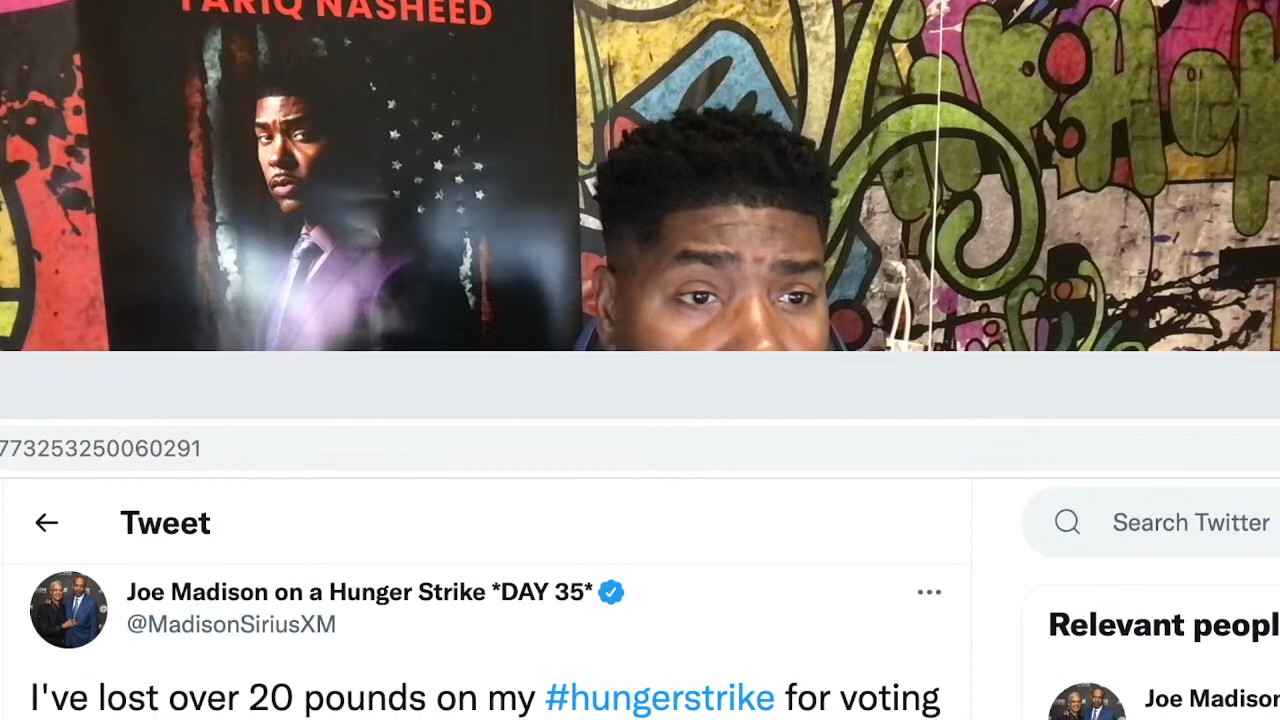 TARIQ NASHEED
773253250060291
Tweet
Search Twitter
Joe Madison on a Hunger Strike *DAY 35*
@MadisonSiriusXM
Relevant peopl
I've lost over 20 pounds on my #hungerstrike for voting
Joe Madison